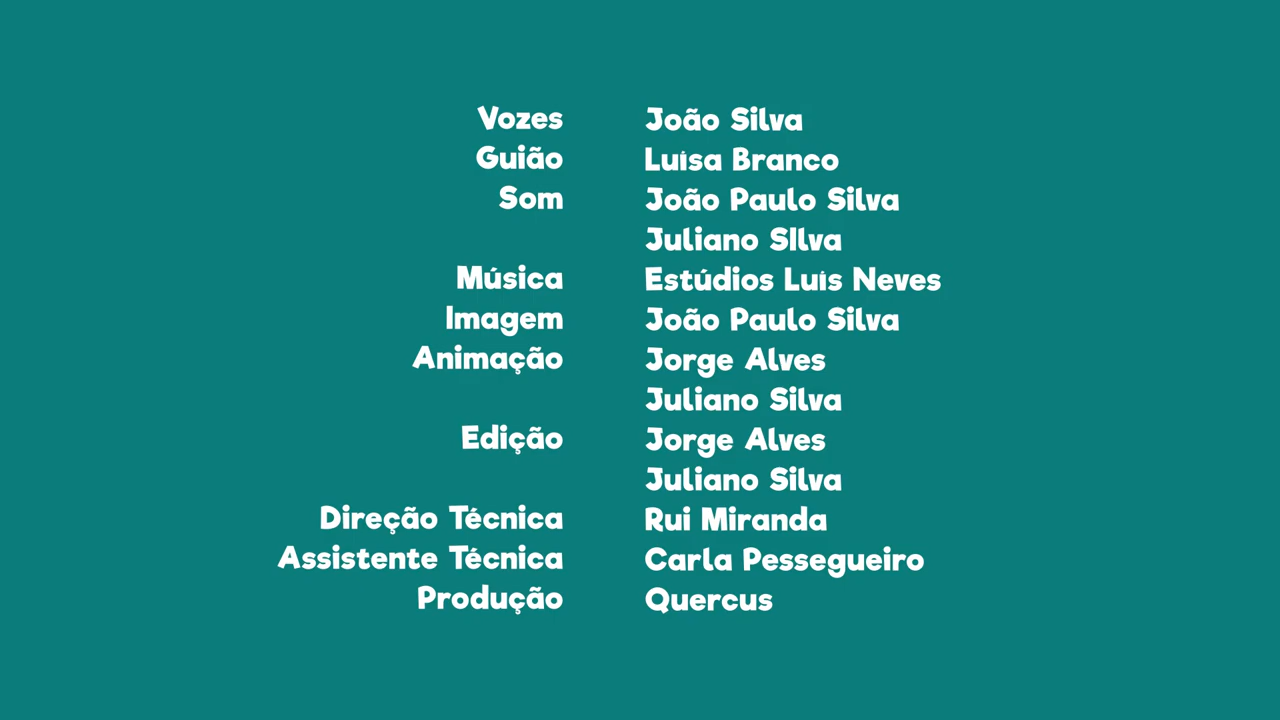 Vozes João Silva
Guião Luísa Branco
Som João Paulo Silva
Juliano SIlva
Música Estúdios Luís Neves
Imagem João Paulo Silva
Animação Jorge Alves
Juliano Silva
Edição Jorge Alves
Juliano Silva
Direção Técnica Rui Miranda
Assistente Técnica Carla Pessegueiro
Produção Quercus